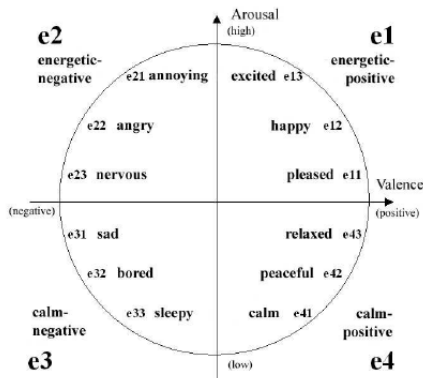 e2
Arousal
(high)
e1
energetic-
negative
energetic-
positive
e21 annoying
excited e13
e22 angry
happy e12
e23 nervous
pleased e11
Valence
(negative)
(positive)
e31 sad
relaxed e43
e32 bored
peaceful e42
calm-
negative
e33 sleepy
calm e41
calm-
positive
e3
(low)
e4